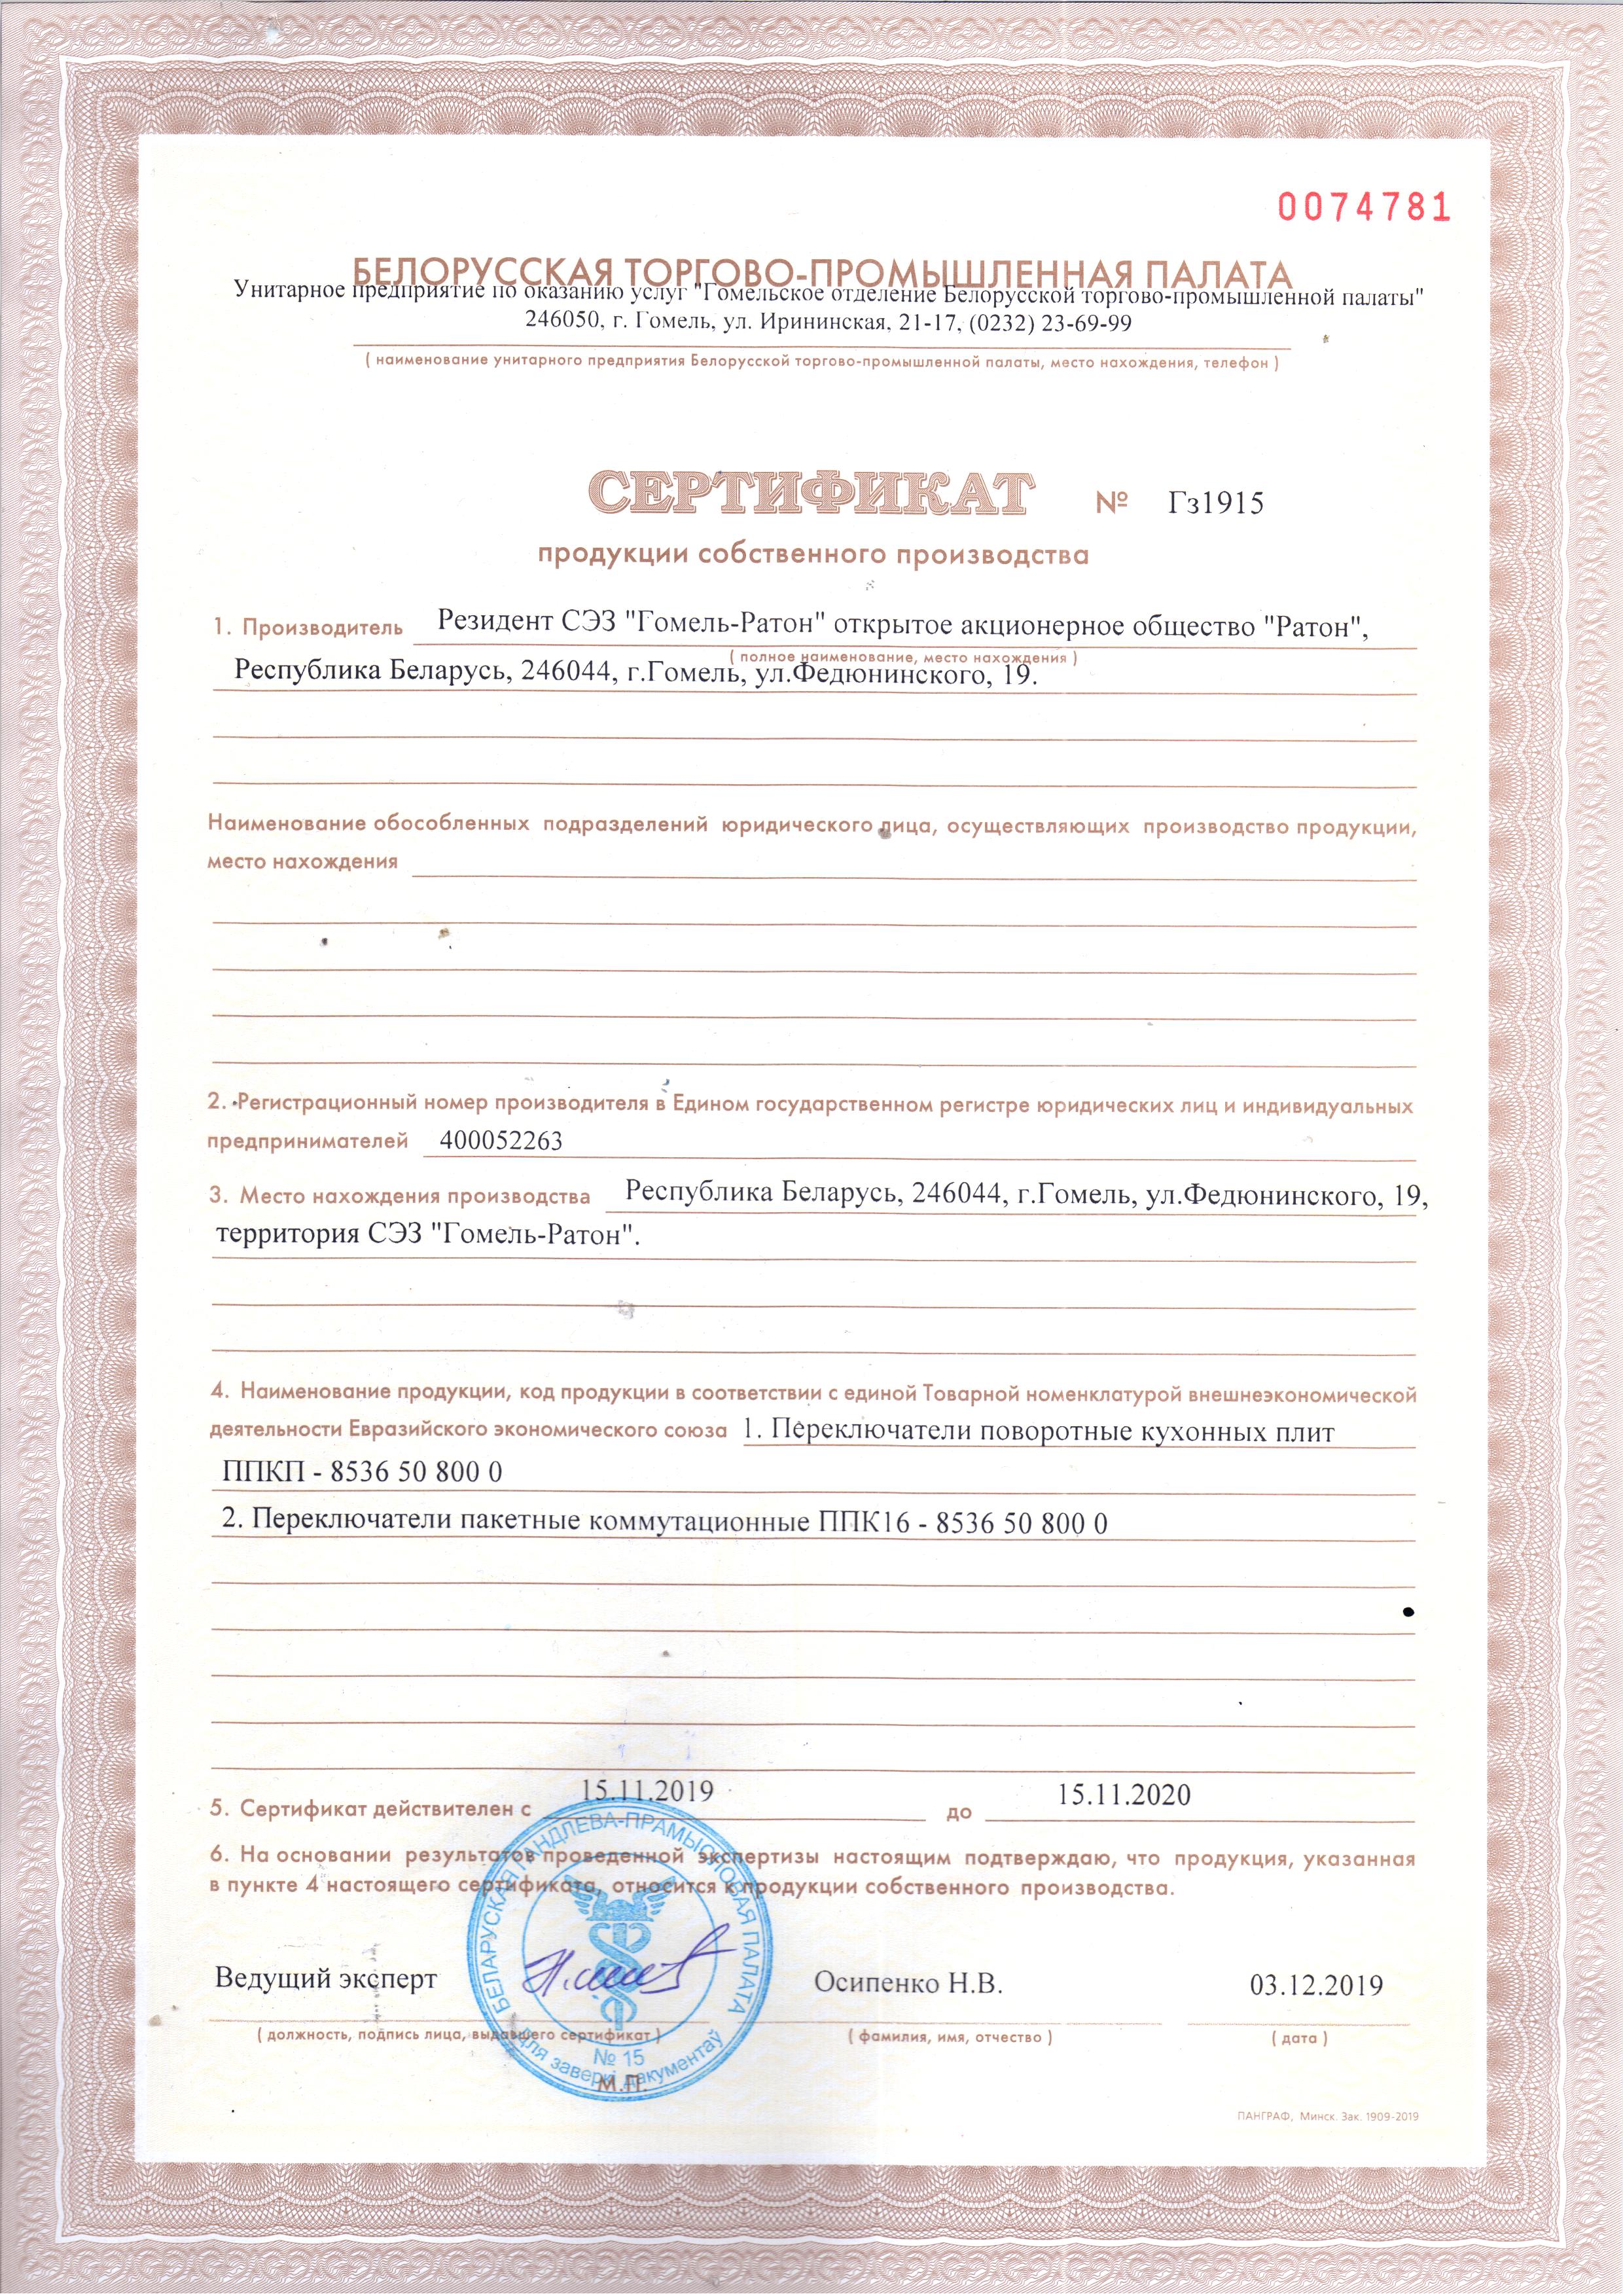 0074781
БЕЛОРУССКАЯ ТОРГОВО-ПРОМЫШЛЕННАЯ ПАЛАТА
Унитарное предприятие по оказанию услуг "Гомельское отделение Белорусской торгово-промышленной палаты"
246050, г. Гомель, ул. Ирининская, 21-17, (0232) 23-69-99
( наименование унитарного предприятия Белорусской торгово-промышленной палаты, место нахождения, телефон )
СЕРТИФИКАТ № Гз1915
продукции собственного производства
1. Производитель Резидент СЭЗ "Гомель-Ратон" открытое акционерное общество "Ратон",
( полное наименование, место нахождения )
Республика Беларусь, 246044, г.Гомель, ул.Федюнинского, 19.
Наименование обособленных подразделений юридического лица, осуществляющих производство продукции,
место нахождения
2. Регистрационный номер производителя в Едином государственном регистре юридических лиц и индивидуальных
предпринимателей 400052263
3. Место нахождения производства Республика Беларусь, 246044, г.Гомель, ул.Федюнинского, 19,
территория СЭЗ "Гомель-Ратон".
4. Наименование продукции, код продукции в соответствии с единой Товарной номенклатурой внешнеэкономической
деятельности Евразийского экономического союза 1. Переключатели поворотные кухонных плит
ППКП - 8536 50 800 0
2. Переключатели пакетные коммутационные ППК16 - 8536 50 800 0
5. Сертификат действителен с 15.11.2019 до 15.11.2020
6. На основании результатов проведенной экспертизы настоящим подтверждаю, что продукция, указанная
в пункте 4 настоящего сертификата, относится к продукции собственного производства.
БЕЛАРУСКАЯ ГАНДЛЁВА-ПРАМЫСЛОВАЯ ПАЛАТА
Ведущий эксперт Осипенко Н.В. 03.12.2019
( должность, подпись лица, выдавшего сертификат ) ( фамилия, имя, отчество ) ( дата )
№ 15
для заверкі дакументаў
М.П.
ПАНГРАФ, Минск. Зак. 1909-2019